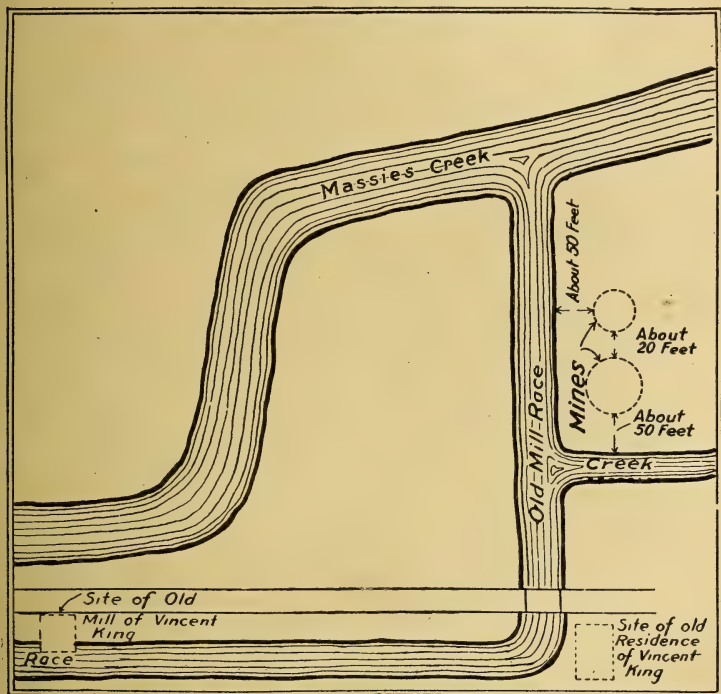 Massies Creek
About 50 Feet
Mines
About
20 Feet
About
50 Feet
Old-Mill-Race
Creek
Site of Old
Mill of Vincent
King
Race
Site of old
Residence
of Vincent
King